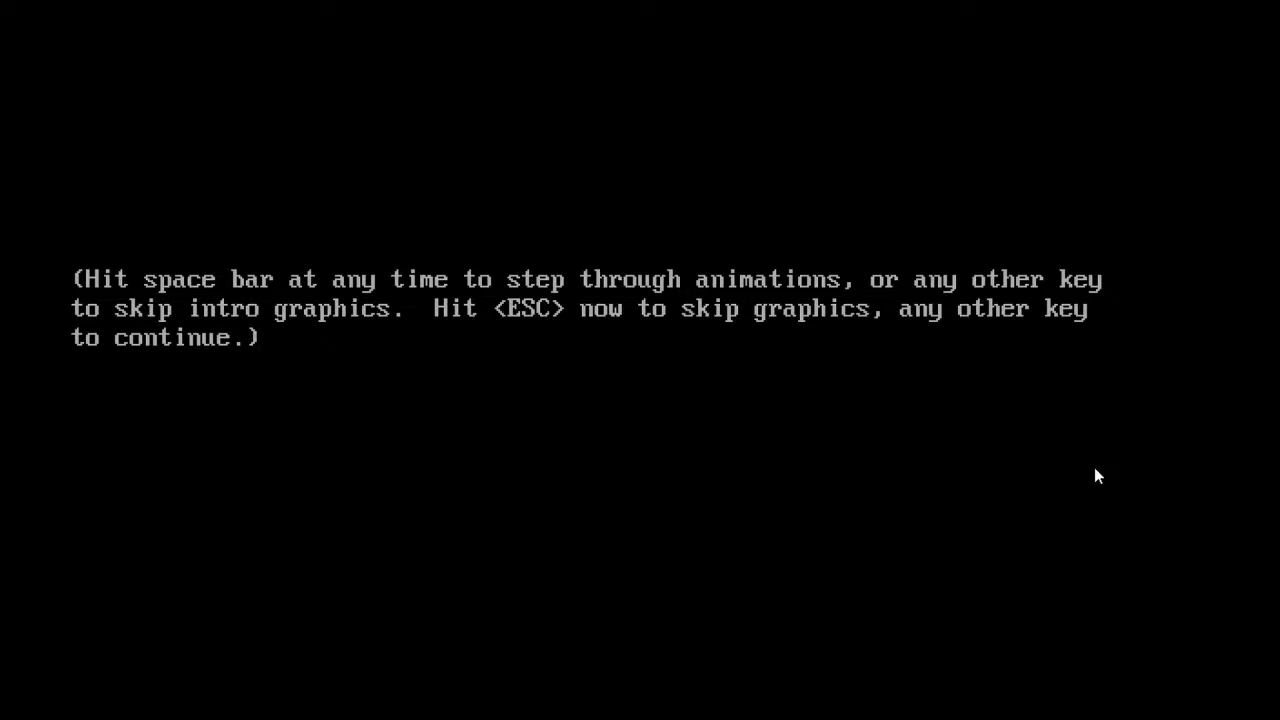 (Hit space bar at any time to step through animations, or any other key
to skip intro graphics.  Hit <ESC> now to skip graphics, any other key
to continue.)